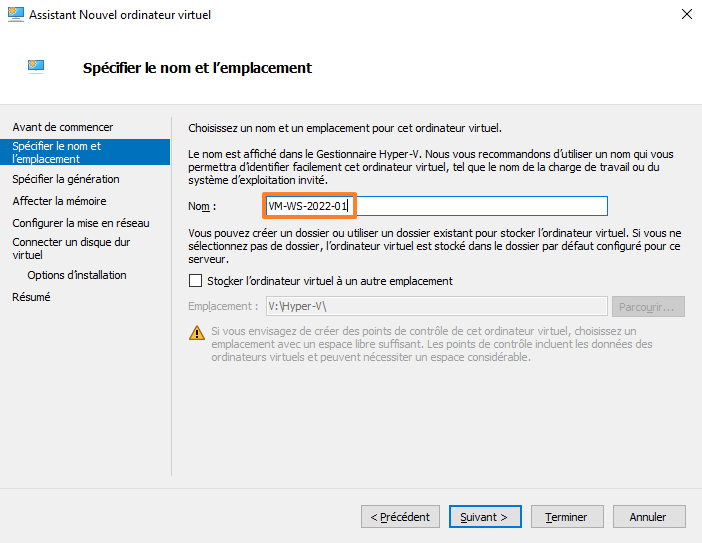 Assistant Nouvel ordinateur virtuel
Spécifier le nom et l’emplacement
Avant de commencer
Spécifier le nom et
l’emplacement
Spécifier la génération
Affecter la mémoire
Configurer la mise en réseau
Connecter un disque dur
virtuel
Options d’installation
Résumé
Choisissez un nom et un emplacement pour cet ordinateur virtuel.
Le nom est affiché dans le Gestionnaire Hyper-V. Nous vous recommandons d’utiliser un nom qui vous
permettra d’identifier facilement cet ordinateur virtuel, tel que le nom de la charge de travail ou du
système d’exploitation invité.
Nom : VM-WS-2022-01
Vous pouvez créer un dossier ou utiliser un dossier existant pour stocker l’ordinateur virtuel. Si vous ne
sélectionnez pas de dossier, l’ordinateur virtuel est stocké dans le dossier par défaut configuré pour ce
serveur.
Stocker l’ordinateur virtuel à un autre emplacement
Emplacement : V:\Hyper-V\ Parcourir...
Si vous envisagez de créer des points de contrôle de cet ordinateur virtuel, choisissez un
emplacement avec un espace libre suffisant. Les points de contrôle incluent les données des
ordinateurs virtuels et peuvent nécessiter un espace considérable.
< Précédent Suivant > Terminer Annuler